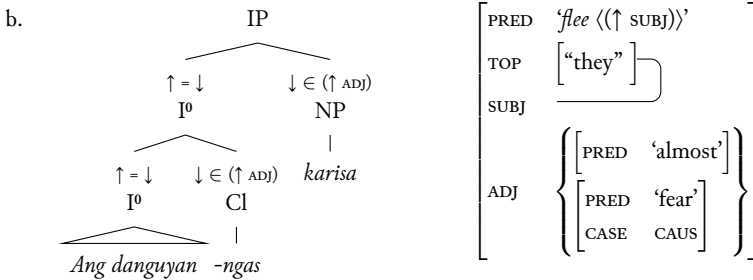 b.
IP
↑ = ↓ ↓ ∈ (↑ ADJ)
I⁰ NP
↑ = ↓ ↓ ∈ (↑ ADJ) karisa
I⁰ Cl
Ang danguyan -ngas
PRED ‘flee ⟨(↑ SUBJ)⟩’
TOP [“they”]
SUBJ
ADJ
[PRED ‘almost’]
PRED ‘fear’
CASE CAUS